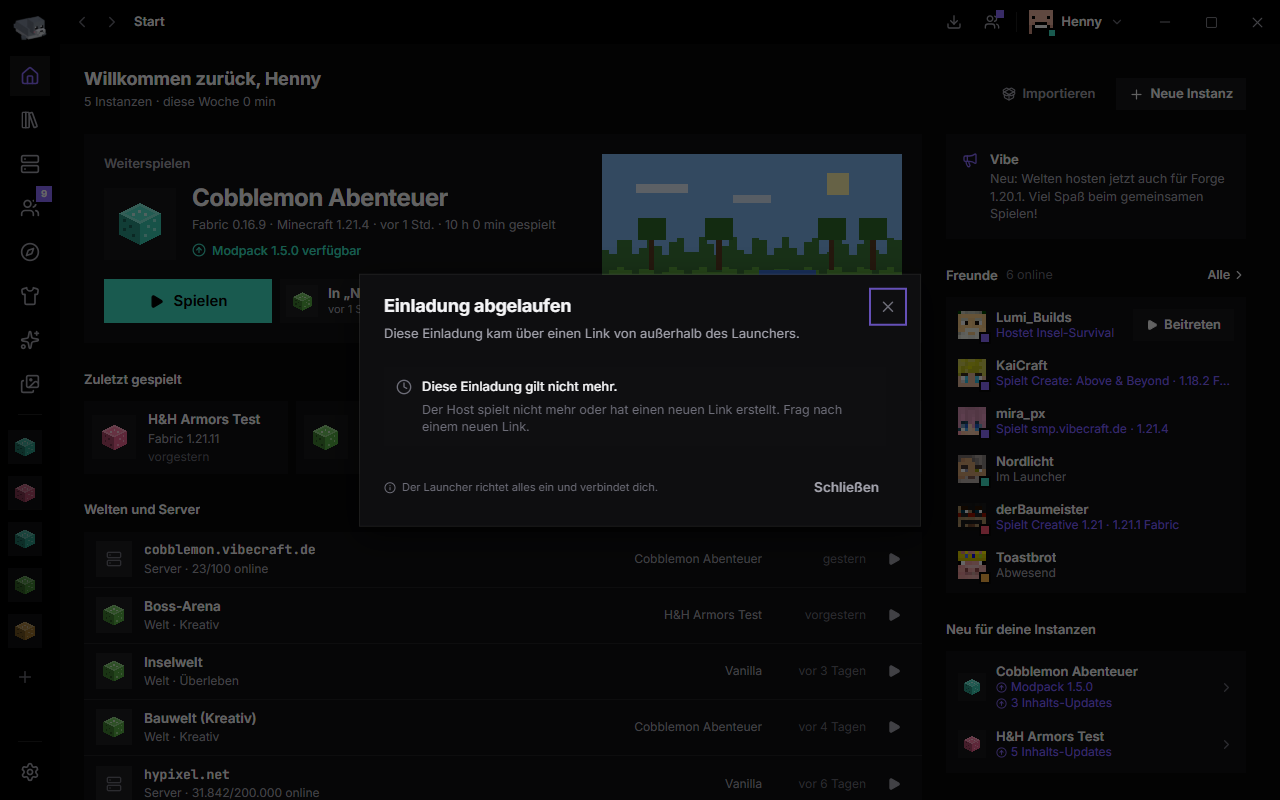 Start
Henny
Willkommen zurück, Henny
5 Instanzen · diese Woche 0 min
Importieren
Neue Instanz
9
Weiterspielen
Cobblemon Abenteuer
Fabric 0.16.9 · Minecraft 1.21.4 · vor 1 Std. · 10 h 0 min gespielt
Modpack 1.5.0 verfügbar
Spielen
In „N
vor 1 S
Vibe
Neu: Welten hosten jetzt auch für Forge
1.20.1. Viel Spaß beim gemeinsamen
Spielen!
Freunde 6 online
Alle
Lumi_Builds
Hostet Insel-Survival
Beitreten
KaiCraft
Spielt Create: Above & Beyond · 1.18.2 F...
mira_px
Spielt smp.vibecraft.de · 1.21.4
Nordlicht
Im Launcher
derBaumeister
Spielt Creative 1.21 · 1.21.1 Fabric
Toastbrot
Abwesend
Einladung abgelaufen
Diese Einladung kam über einen Link von außerhalb des Launchers.
Diese Einladung gilt nicht mehr.
Der Host spielt nicht mehr oder hat einen neuen Link erstellt. Frag nach
einem neuen Link.
Der Launcher richtet alles ein und verbindet dich.
Schließen
Zuletzt gespielt
H&H Armors Test
Fabric 1.21.11
vorgestern
Welten und Server
cobblemon.vibecraft.de
Server · 23/100 online
Cobblemon Abenteuer
gestern
Boss-Arena
Welt · Kreativ
H&H Armors Test
vorgestern
Inselwelt
Welt · Überleben
Vanilla
vor 3 Tagen
Bauwelt (Kreativ)
Welt · Kreativ
Cobblemon Abenteuer
vor 4 Tagen
hypixel.net
Server · 31.842/200.000 online
Vanilla
vor 6 Tagen
Neu für deine Instanzen
Cobblemon Abenteuer
Modpack 1.5.0
3 Inhalts-Updates
H&H Armors Test
5 Inhalts-Updates